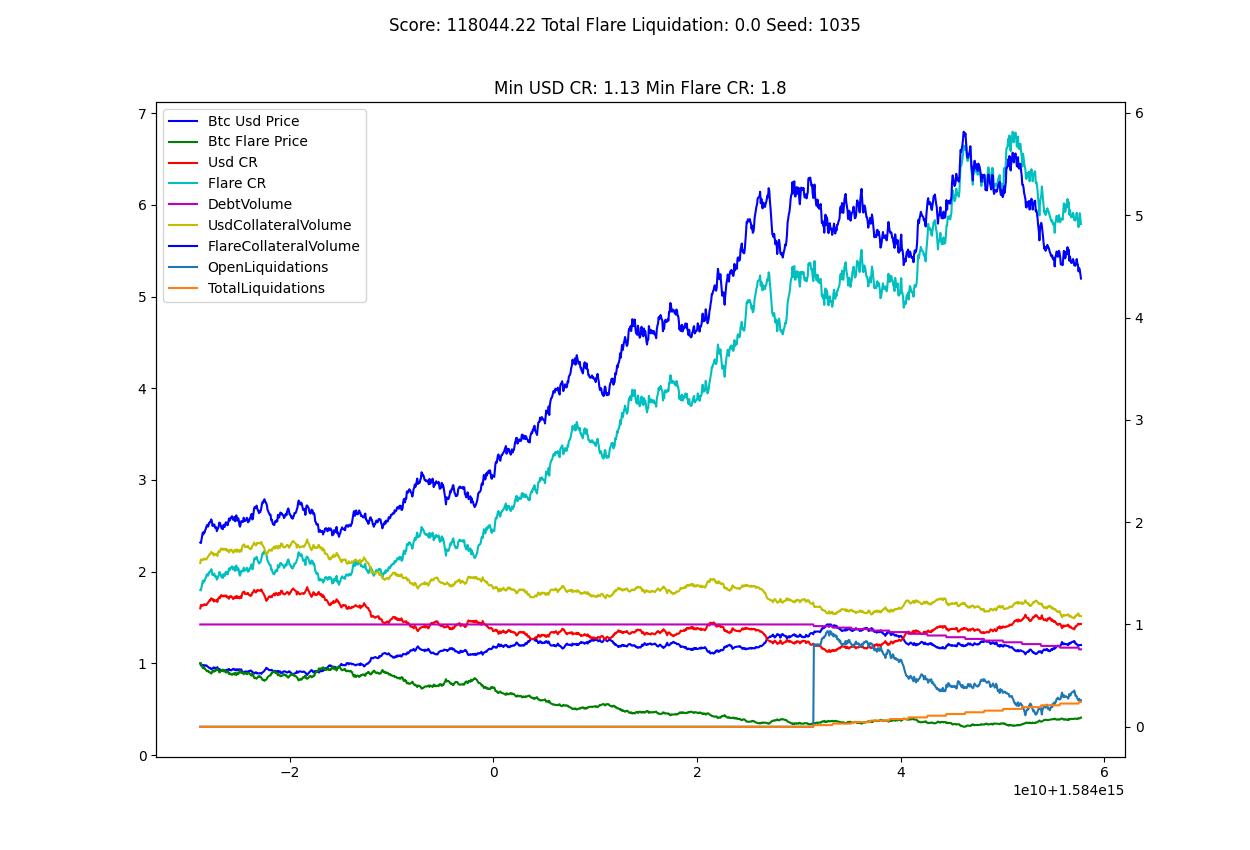 Score: 118044.22 Total Flare Liquidation: 0.0 Seed: 1035
Min USD CR: 1.13 Min Flare CR: 1.8
Btc Usd Price
Btc Flare Price
Usd CR
Flare CR
DebtVolume
UsdCollateralVolume
FlareCollateralVolume
OpenLiquidations
TotalLiquidations
7
6
5
4
3
2
1
0
6
5
4
3
2
1
0
−2 0 2 4 6
1e10+1.584e15